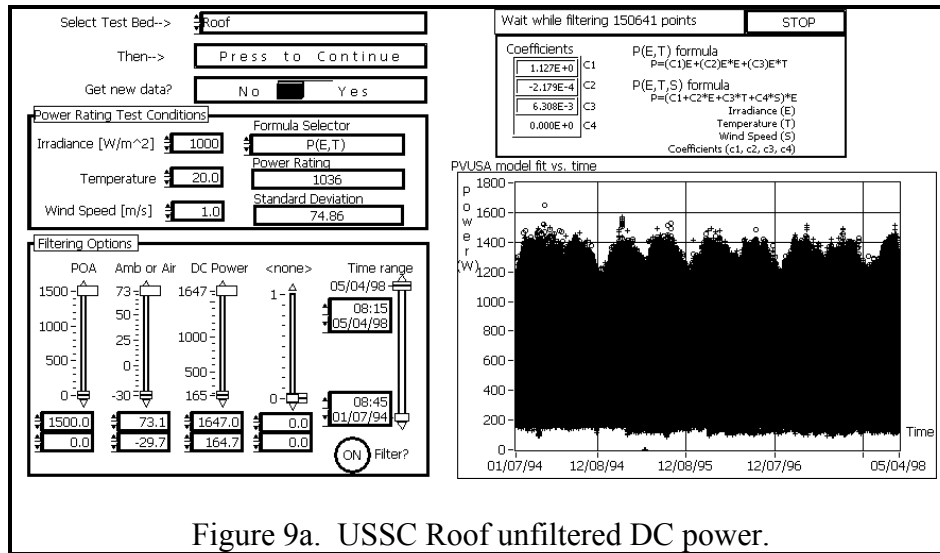 Select Test Bed--> Roof
Then--> Press to Continue
Get new data? No Yes
Power Rating Test Conditions
Irradiance [W/m^2] 1000
Temperature 20.0
Wind Speed [m/s] 1.0
Formula Selector
P(E,T)
Power Rating
1036
Standard Deviation
74.86
Filtering Options
POA Amb or Air DC Power <none> Time range
1500 73 1647 1 05/04/98
08:15
05/04/98
50
1000 1000
25
500 0 500
0 -30 165 0
08:45
01/07/94
1500.0 73.1 1647.0 0.0
0.0 -29.7 164.7 0.0
ON Filter?
Wait while filtering 150641 points STOP
Coefficients
1.127E+0 C1
-2.179E-4 C2
6.308E-3 C3
0.000E+0 C4
P(E,T) formula
P=(C1)E+(C2)E*E+(C3)E*T
P(E,T,S) formula
P=(C1+C2*E+C3*T+C4*S)*E
Irradiance (E)
Temperature (T)
Wind Speed (S)
Coefficients (c1, c2, c3, c4)
PVUSA model fit vs. time
Power (W)
1800
1600
1400
1200
1000
800
600
400
200
0
Time
01/07/94 12/08/94 12/08/95 12/07/96 05/04/98
Figure 9a. USSC Roof unfiltered DC power.